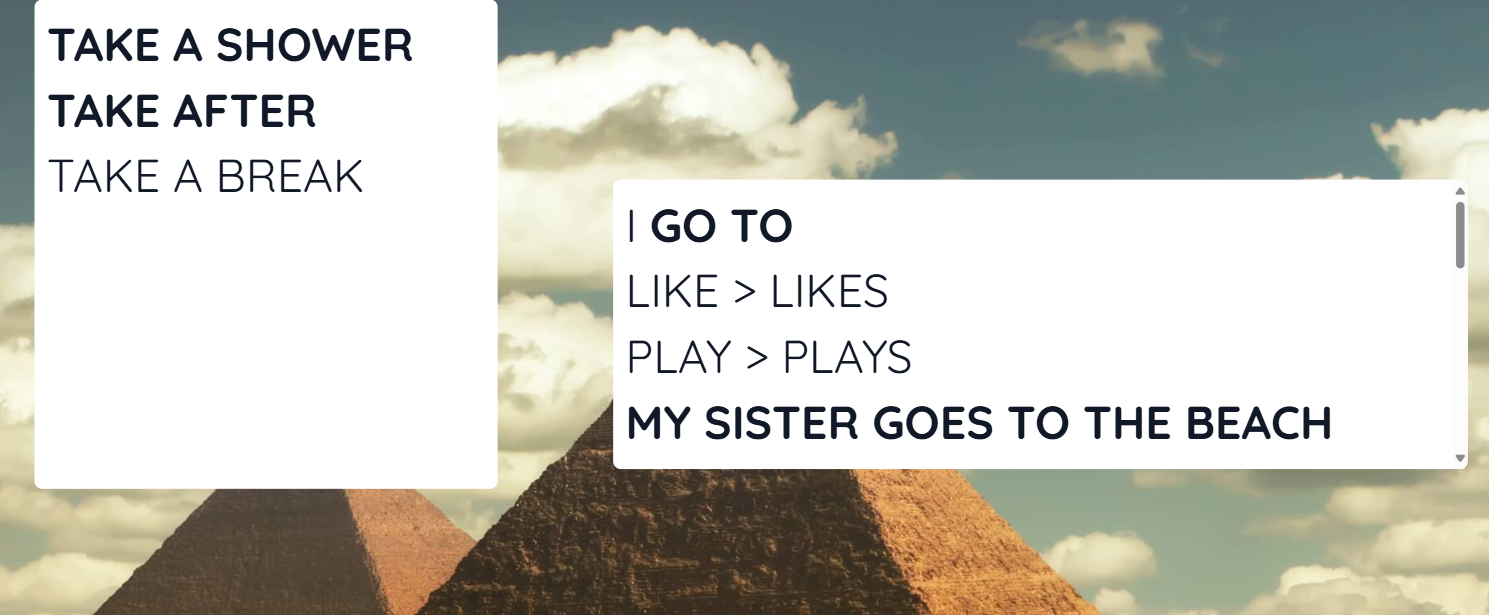 TAKE A SHOWER
TAKE AFTER
TAKE A BREAK
I GO TO
LIKE > LIKES
PLAY > PLAYS
MY SISTER GOES TO THE BEACH